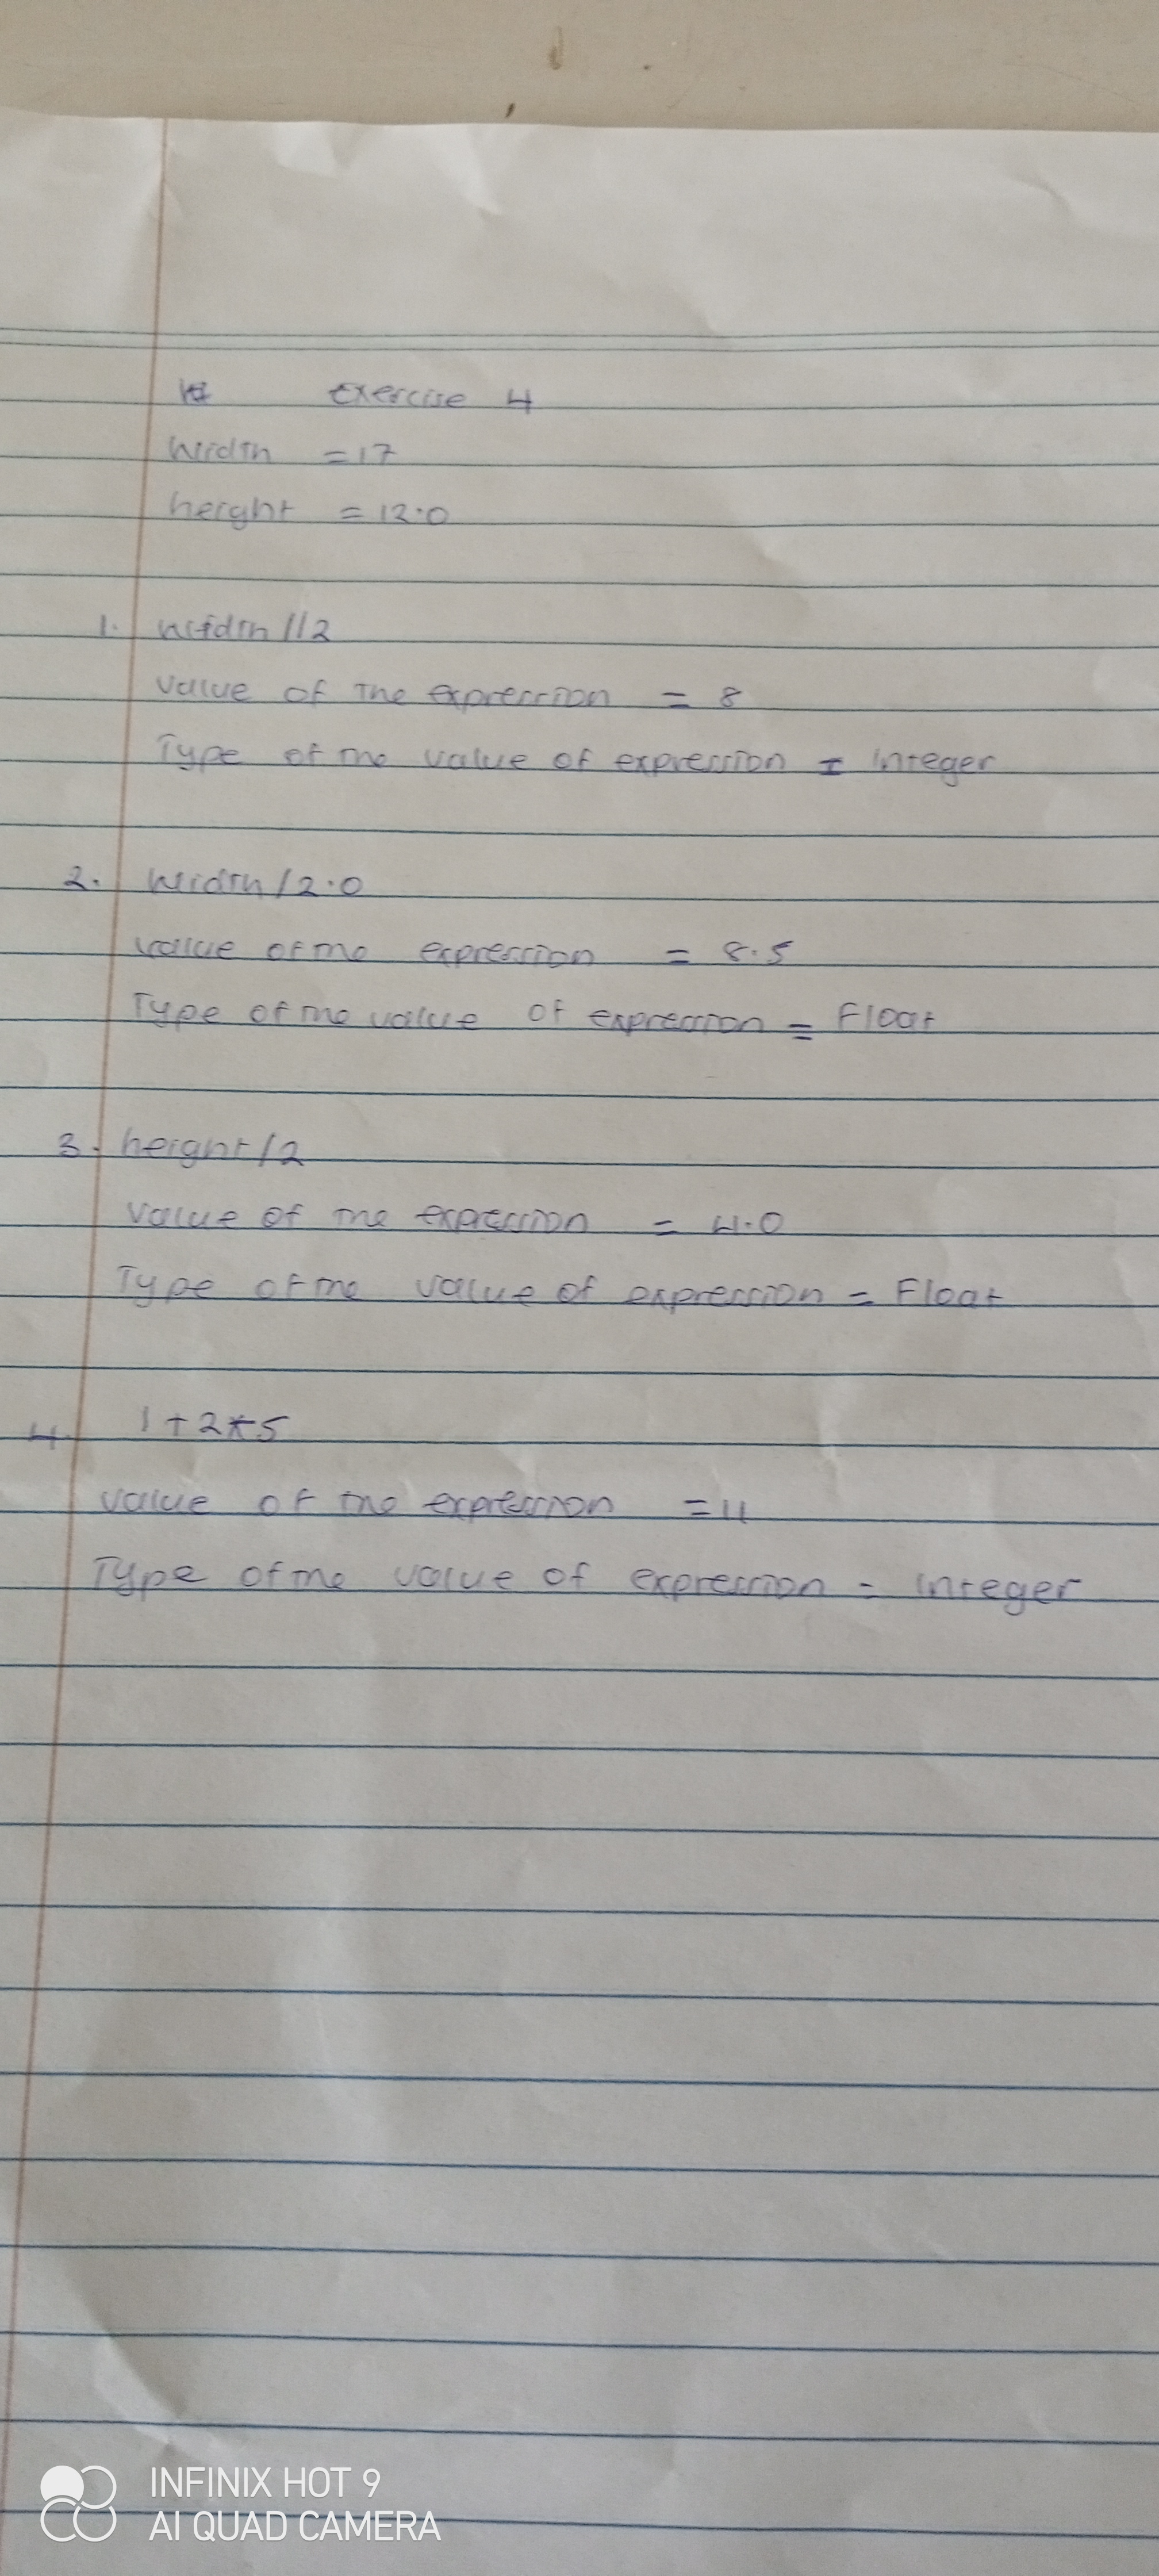 Exercise 4
Width = 17
height = 12.0
1. width //2
Value of the expression = 8
Type of the value of expression = Integer
2. Width / 2.0
Value of the expression = 8.5
Type of the value of expression = Float
3. height / 2
Value of the expression = 4.0
Type of the value of expression = Float
4. 1 + 2 * 5
Value of the expression = 11
Type of the value of expression = Integer
INFINIX HOT 9
AI QUAD CAMERA